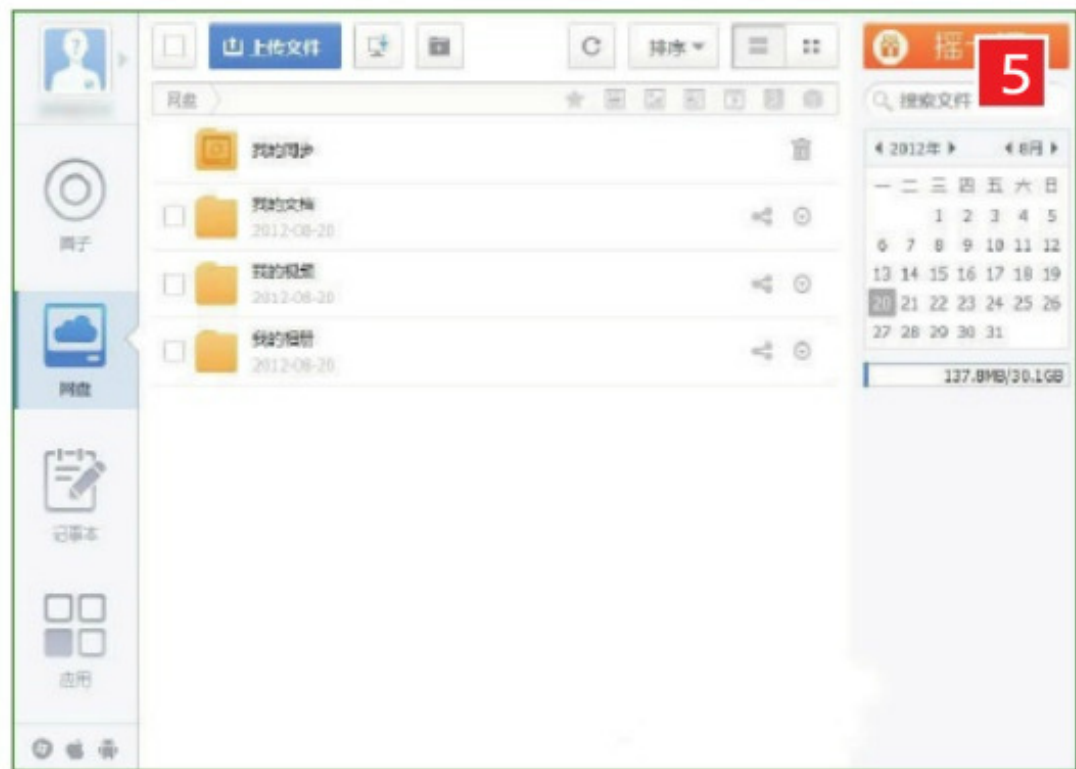 上传文件
排序
摇一
5
网盘
搜索文件
我的同步
我的文档
2012-08-20
我的视频
2012-08-20
我的相册
2012-08-20
圈子
网盘
记事本
应用
2012年
8月
一 二 三 四 五 六 日
1 2 3 4 5
6 7 8 9 10 11 12
13 14 15 16 17 18 19
20 21 22 23 24 25 26
27 28 29 30 31
137.8MB/30.1GB